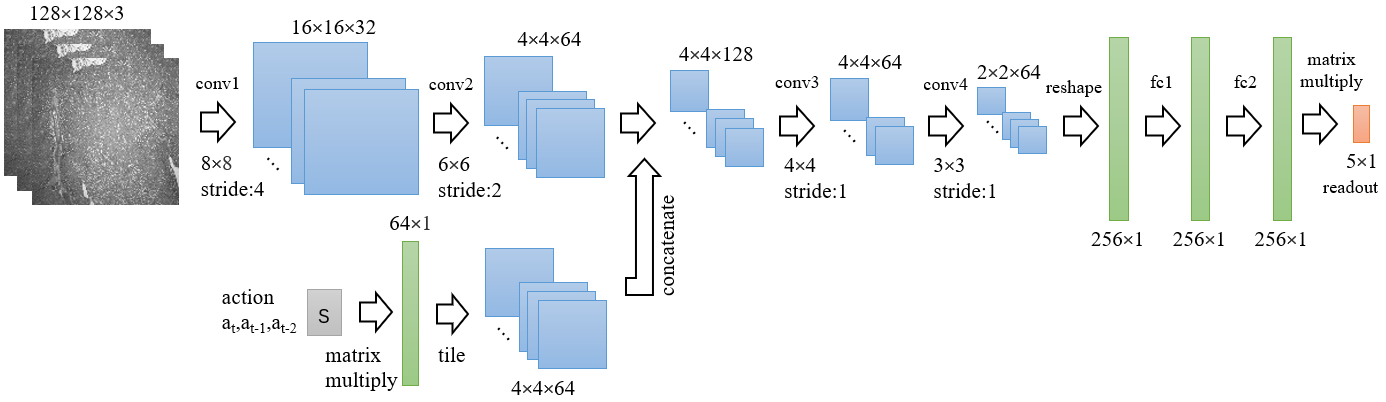 128×128×3
conv1
8×8
stride:4
16×16×32
conv2
6×6
stride:2
4×4×64
4×4×128
conv3
4×4
stride:1
4×4×64
conv4
3×3
stride:1
2×2×64
reshape
256×1
fc1
256×1
fc2
256×1
matrix
multiply
5×1
readout
action
at,at-1,at-2
S
matrix
multiply
64×1
tile
4×4×64
concatenate